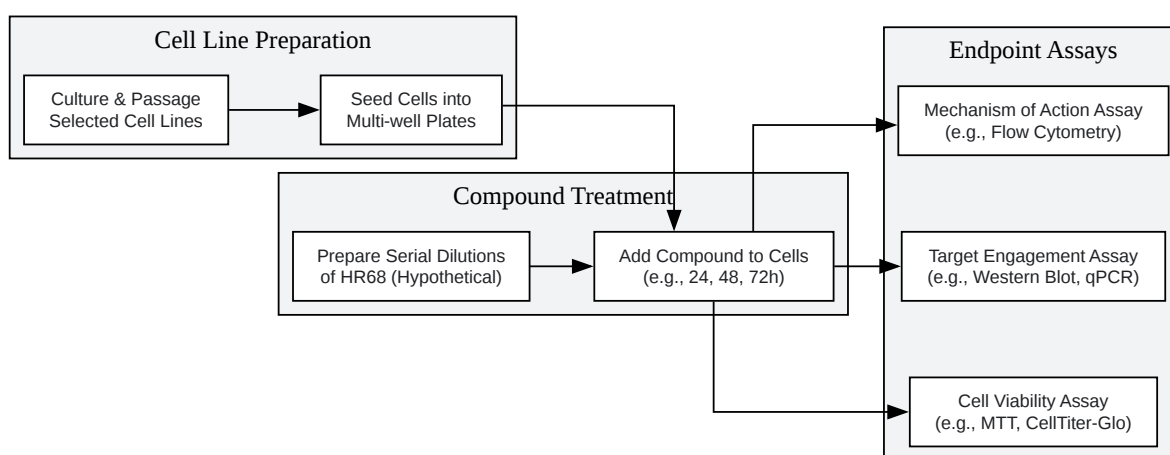 Cell Line Preparation
Culture & Passage
Selected Cell Lines
Seed Cells into
Multi-well Plates
Compound Treatment
Prepare Serial Dilutions
of HR68 (Hypothetical)
Add Compound to Cells
(e.g., 24, 48, 72h)
Endpoint Assays
Mechanism of Action Assay
(e.g., Flow Cytometry)
Target Engagement Assay
(e.g., Western Blot, qPCR)
Cell Viability Assay
(e.g., MTT, CellTiter-Glo)